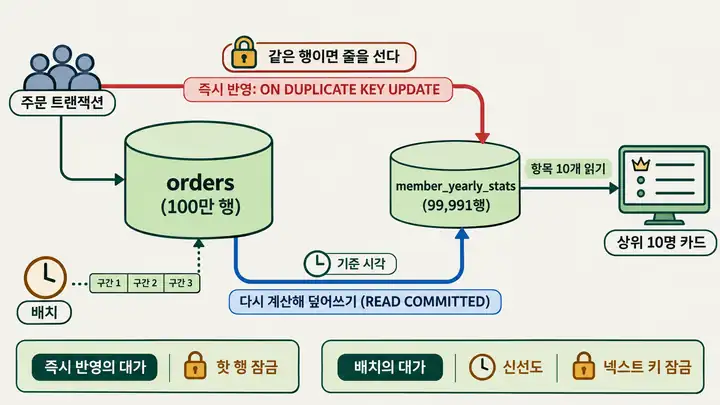 같은 행이면 줄을 선다
주문 트랜잭션
즉시 반영: ON DUPLICATE KEY UPDATE
orders
(100만 행)
member_yearly_stats
(99,991행)
항목 10개 읽기
상위 10명 카드
기준 시각
구간 1 구간 2 구간 3
배치
다시 계산해 덮어쓰기 (READ COMMITTED)
즉시 반영의 대가 핫 행 잠금
배치의 대가 신선도 넥스트 키 잠금